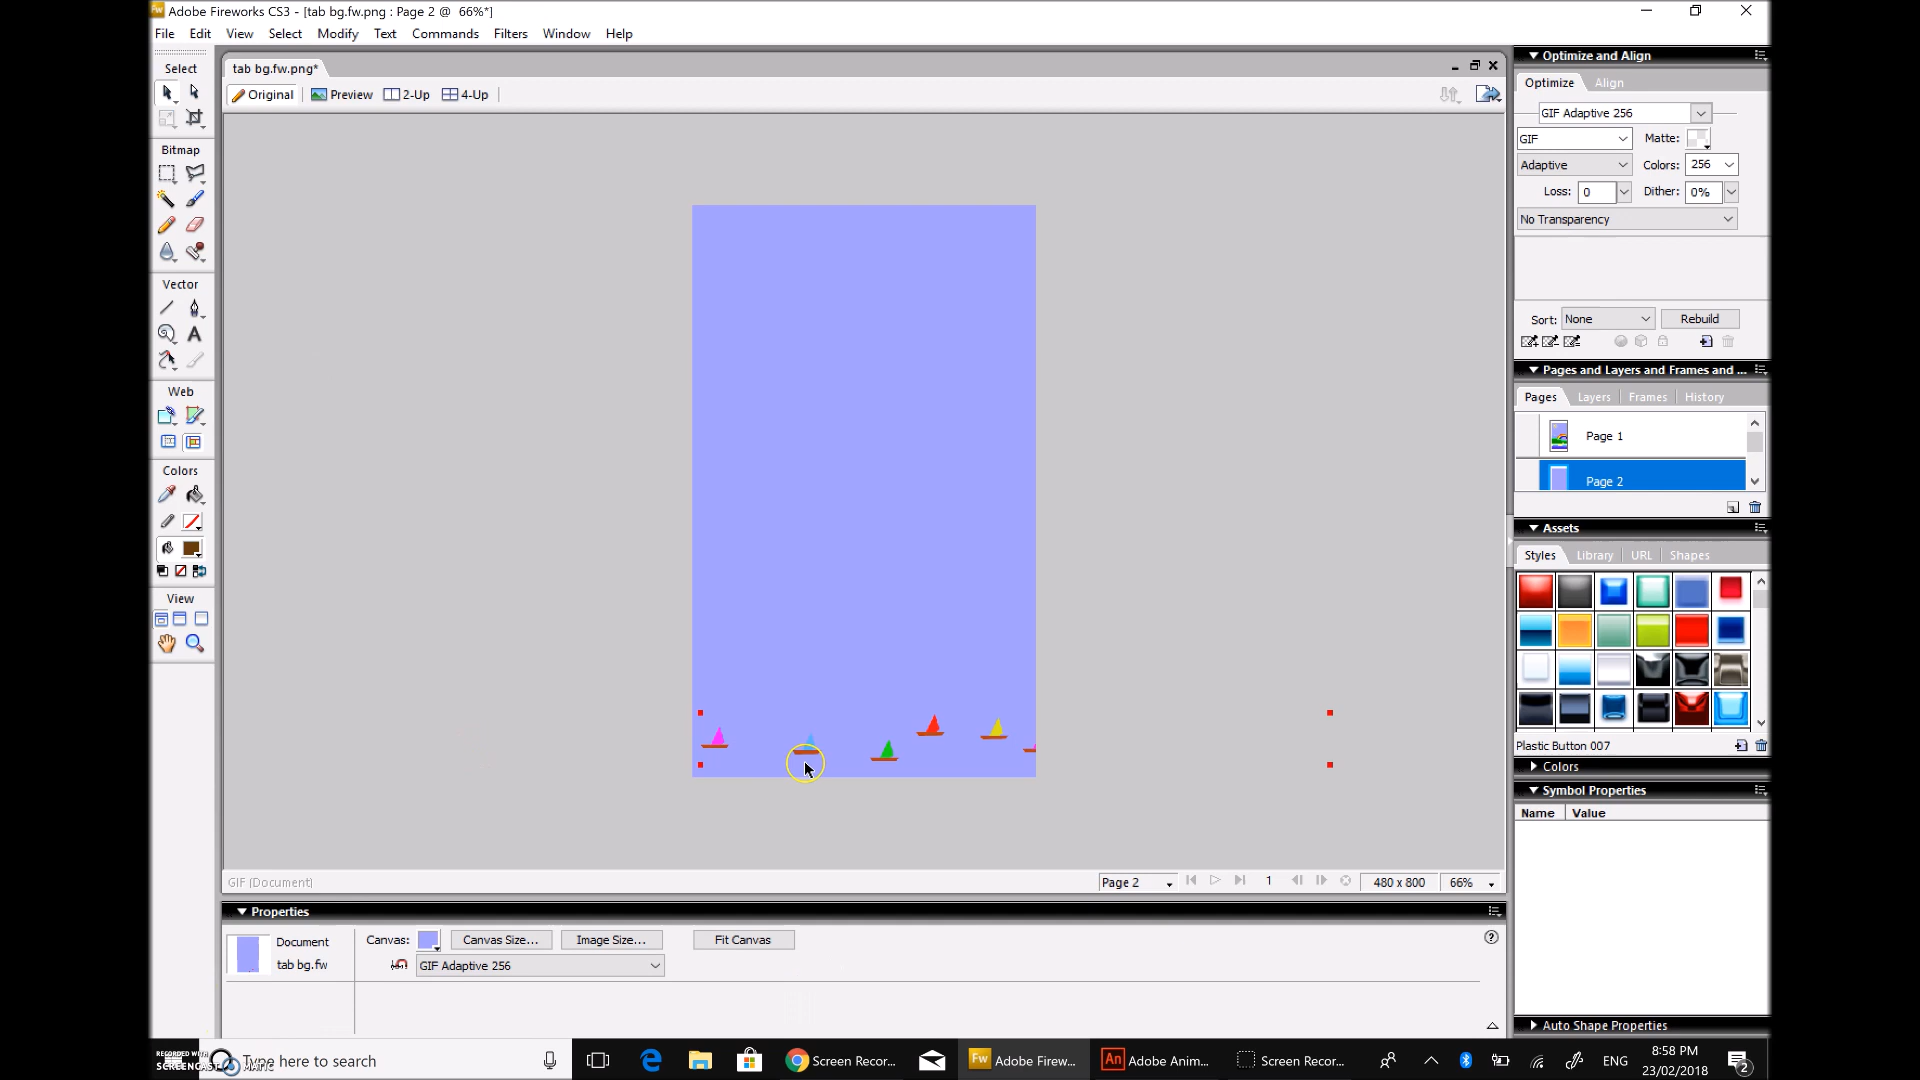 Adobe Fireworks CS3 - [tab bg.fw.png : Page 2 @ 66%*]
File Edit View Select Modify Text Commands Filters Window Help
Select
Bitmap
Vector
Web
Colors
View
tab bg.fw.png*
Original Preview 2-Up 4-Up
GIF (Document)
Page 2 1 480 x 800 66%
Properties
Document
tab bg.fw
Canvas: Canvas Size... Image Size... Fit Canvas
GIF Adaptive 256
Optimize and Align
Optimize Align
GIF Adaptive 256
GIF Matte:
Adaptive Colors: 256
Loss: 0 Dither: 0%
No Transparency
Sort: None Rebuild
Pages and Layers and Frames and ...
Pages Layers Frames History
Page 1
Page 2
Assets
Styles Library URL Shapes
Plastic Button 007
Colors
Symbol Properties
Name Value
Auto Shape Properties
RECORDED WITH
SCREENCAST MATIC
Type here to search
Screen Recor...
Adobe Firew...
Adobe Anim...
Screen Recor...
ENG
8:58 PM
23/02/2018
2